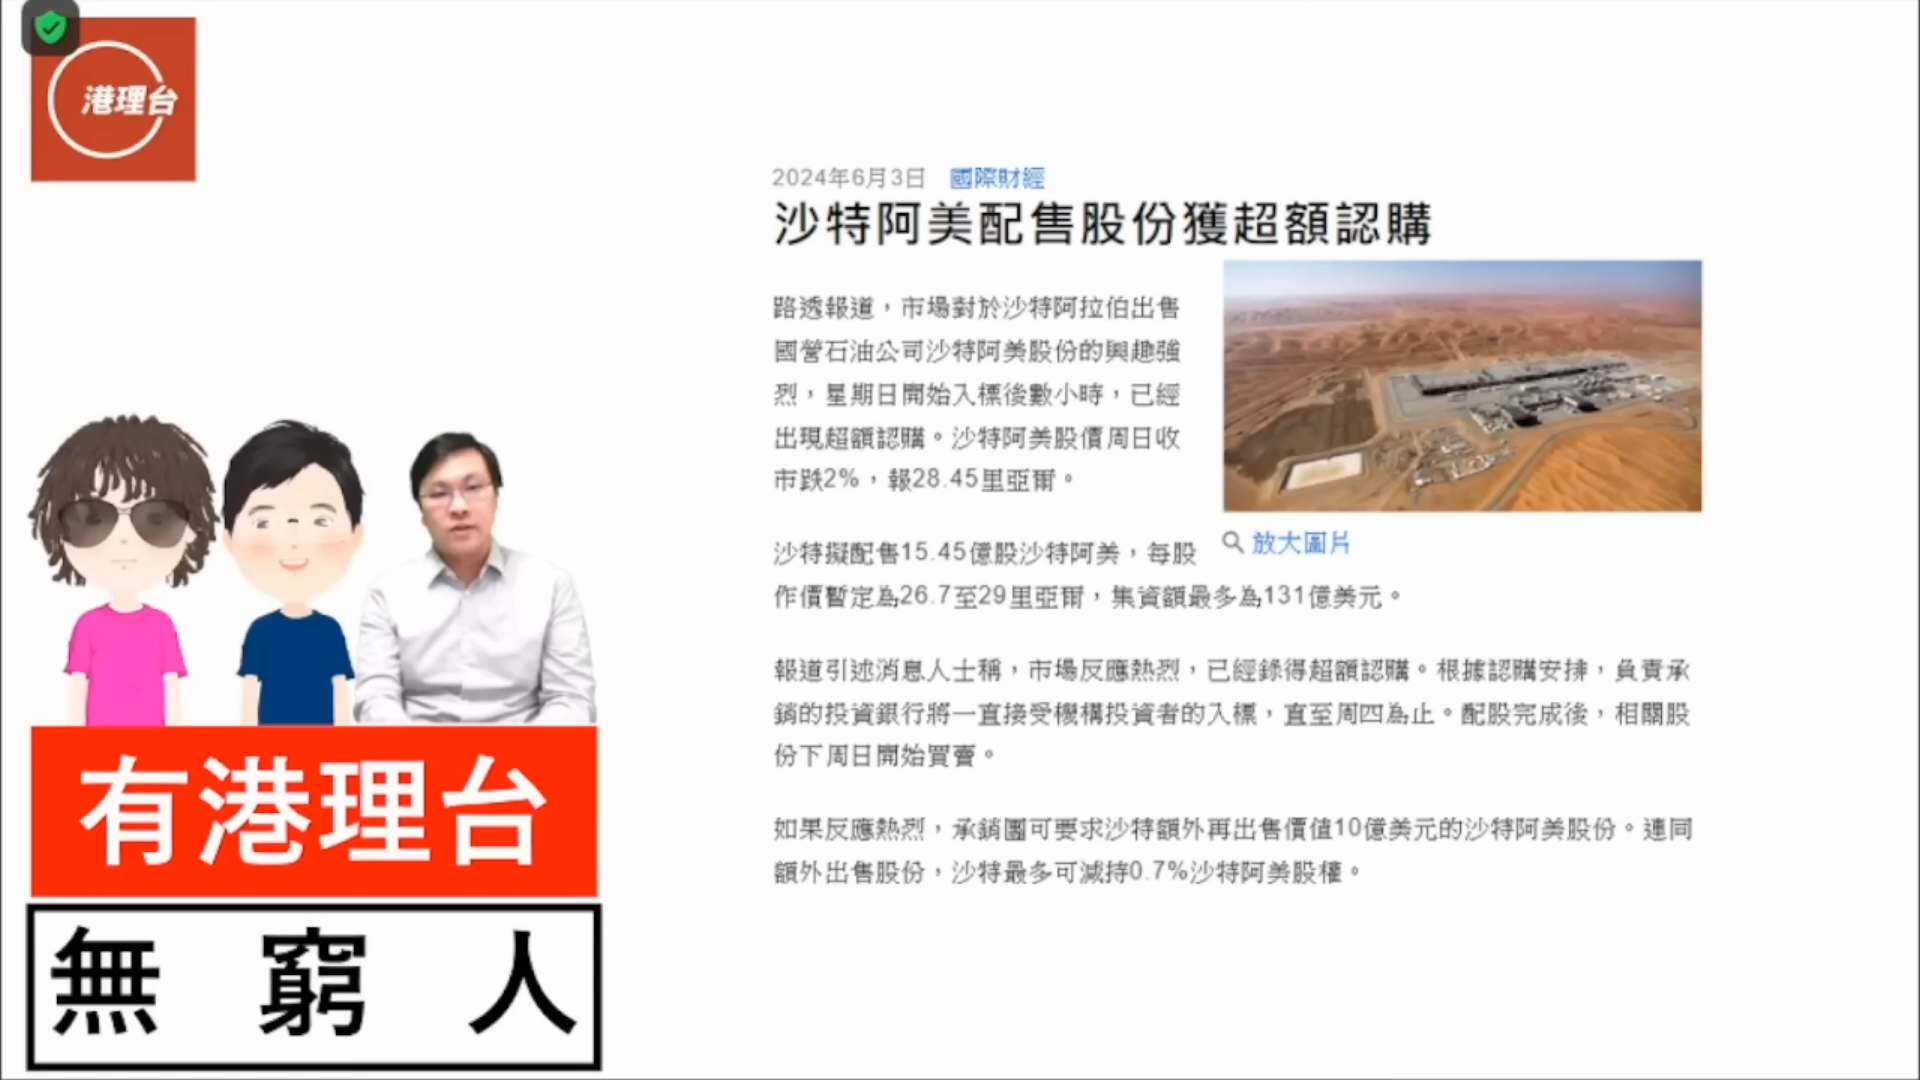 港理台
2024年6月3日 國際財經
沙特阿美配售股份獲超額認購
路透報道，市場對於沙特阿拉伯出售
國營石油公司沙特阿美股份的興趣強
烈，星期日開始入標後數小時，已經
出現超額認購。沙特阿美股價周日收
市跌2%，報28.45里亞爾。
放大圖片
沙特擬配售15.45億股沙特阿美，每股
作價暫定為26.7至29里亞爾，集資額最多為131億美元。
報道引述消息人士稱，市場反應熱烈，已經錄得超額認購。根據認購安排，負責承
銷的投資銀行將一直接受機構投資者的入標，直至周四為止。配股完成後，相關股
份下周日開始買賣。
如果反應熱烈，承銷團可要求沙特額外再出售價值10億美元的沙特阿美股份。連同
額外出售股份，沙特最多可減持0.7%沙特阿美股權。
有港理台
無窮人